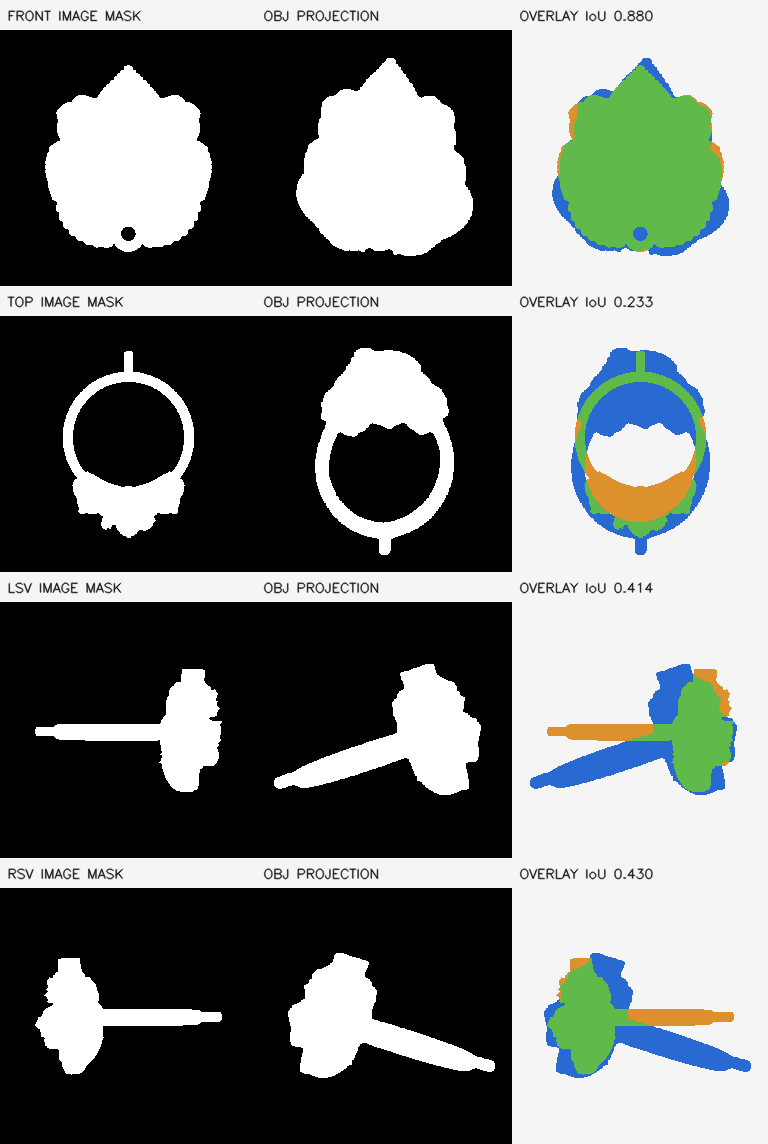 FRONT IMAGE MASK OBJ PROJECTION OVERLAY IoU 0.880
TOP IMAGE MASK OBJ PROJECTION OVERLAY IoU 0.233
LSV IMAGE MASK OBJ PROJECTION OVERLAY IoU 0.414
RSV IMAGE MASK OBJ PROJECTION OVERLAY IoU 0.430